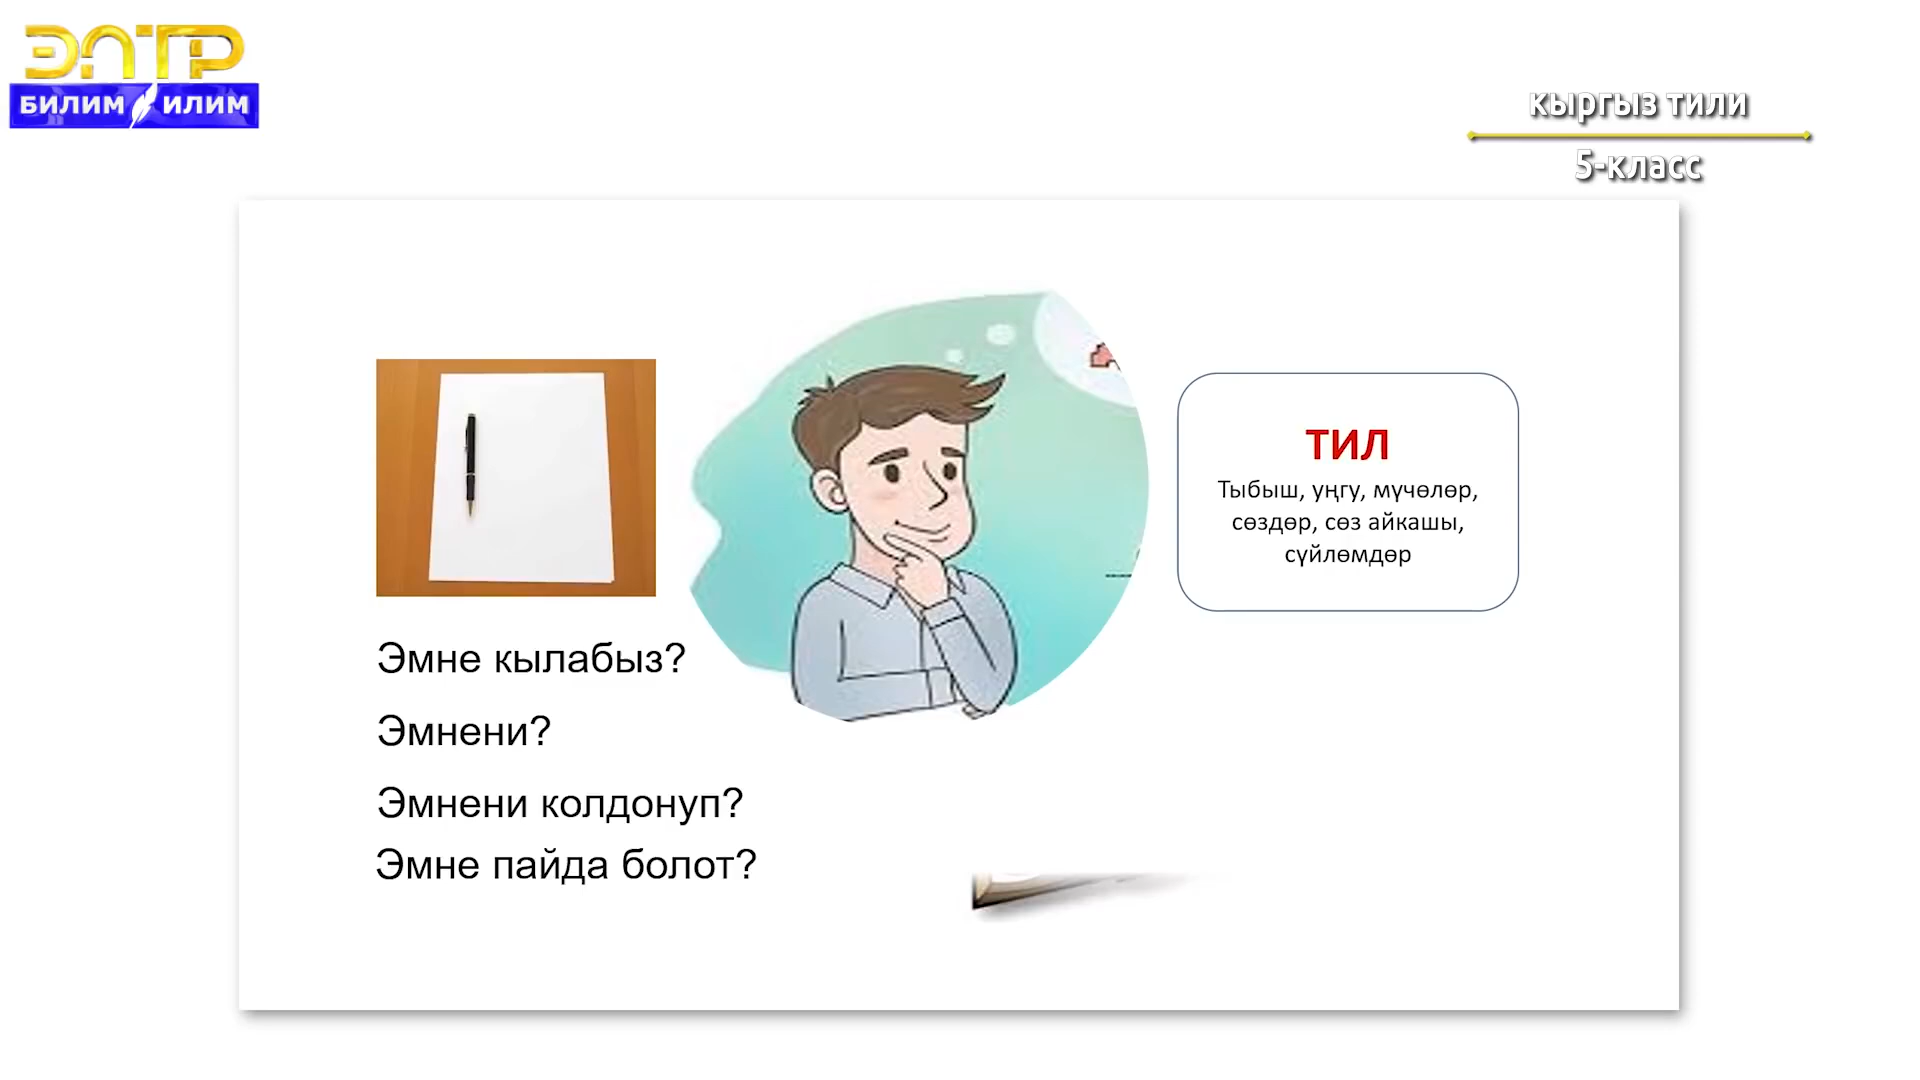 ЭЛТР
БИЛИМ ИЛИМ
кыргыз тили
5-класс
ТИЛ
Тыбыш, уңгу, мүчөлөр,
сөздөр, сөз айкашы,
сүйлөмдөр
Эмне кылабыз?
Эмнени?
Эмнени колдонуп?
Эмне пайда болот?